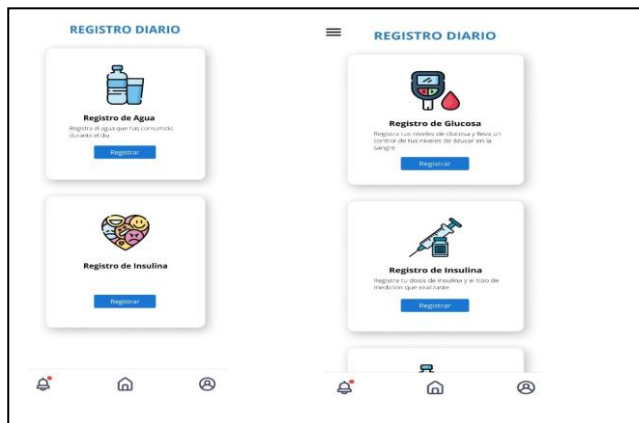 REGISTRO DIARIO
Registro de Agua
Registra el agua que has consumido
durante el dia
Registrar
Registro de Insulina
Registrar
REGISTRO DIARIO
Registro de Glucosa
Registra tus niveles de glucosa y lleva un
control de tus niveles de azucar en la
sangre
Registrar
Registro de Insulina
Registra tu dosis de insulina y el tipo de
medición que realizaste
Registrar